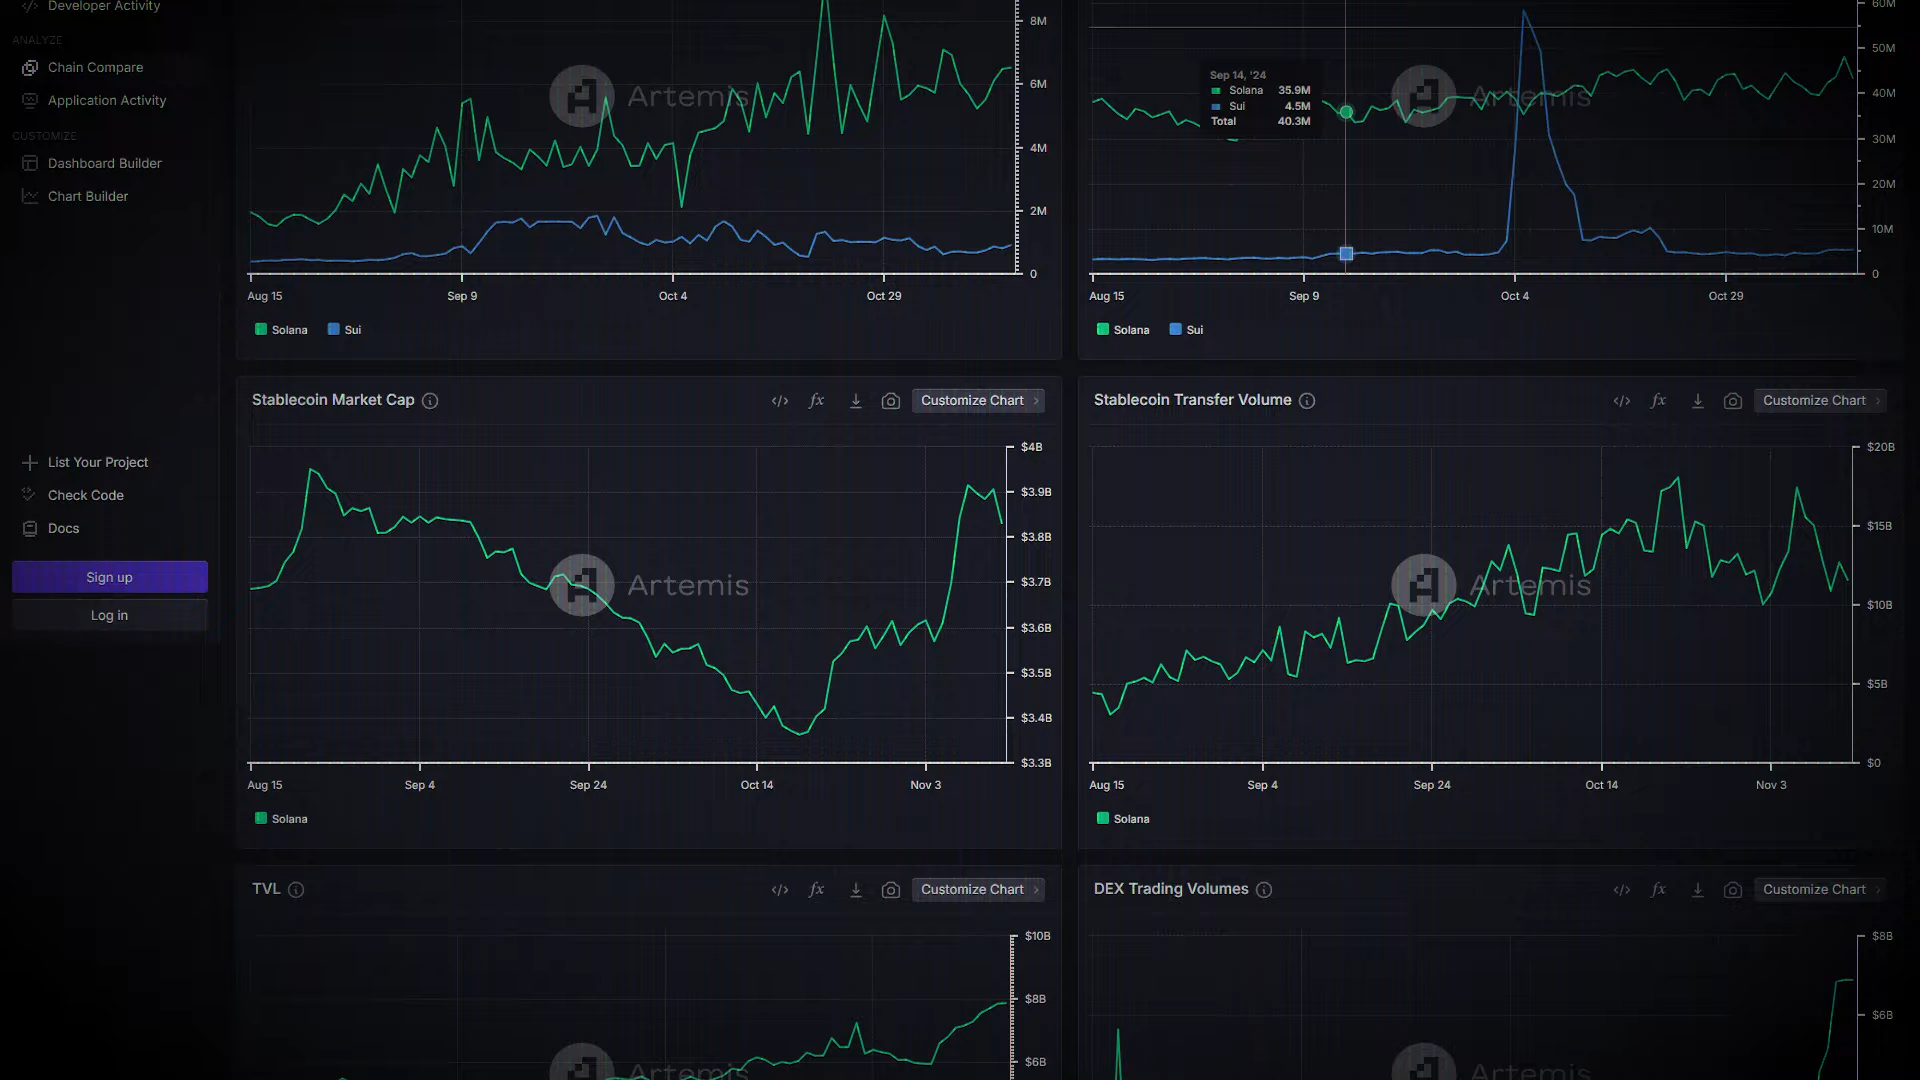 Developer Activity
ANALYZE
Chain Compare
Application Activity
CUSTOMIZE
Dashboard Builder
Chart Builder
List Your Project
Check Code
Docs
Sign up
Log in
Artemis
8M
6M
4M
2M
0
Aug 15
Sep 9
Oct 4
Oct 29
Solana
Sui
Artemis
Sep 14, '24
Solana 35.9M
Sui 4.5M
Total 40.3M
60M
50M
40M
30M
20M
10M
0
Aug 15
Sep 9
Oct 4
Oct 29
Solana
Sui
Stablecoin Market Cap
</> fx Customize Chart
Artemis
$4B
$3.9B
$3.8B
$3.7B
$3.6B
$3.5B
$3.4B
$3.3B
Aug 15
Sep 4
Sep 24
Oct 14
Nov 3
Solana
Stablecoin Transfer Volume
</> fx Customize Chart
Artemis
$20B
$15B
$10B
$5B
$0
Aug 15
Sep 4
Sep 24
Oct 14
Nov 3
Solana
TVL
</> fx Customize Chart
$10B
$8B
$6B
Artemis
DEX Trading Volumes
</> fx Customize Chart
$8B
$6B
Artemis